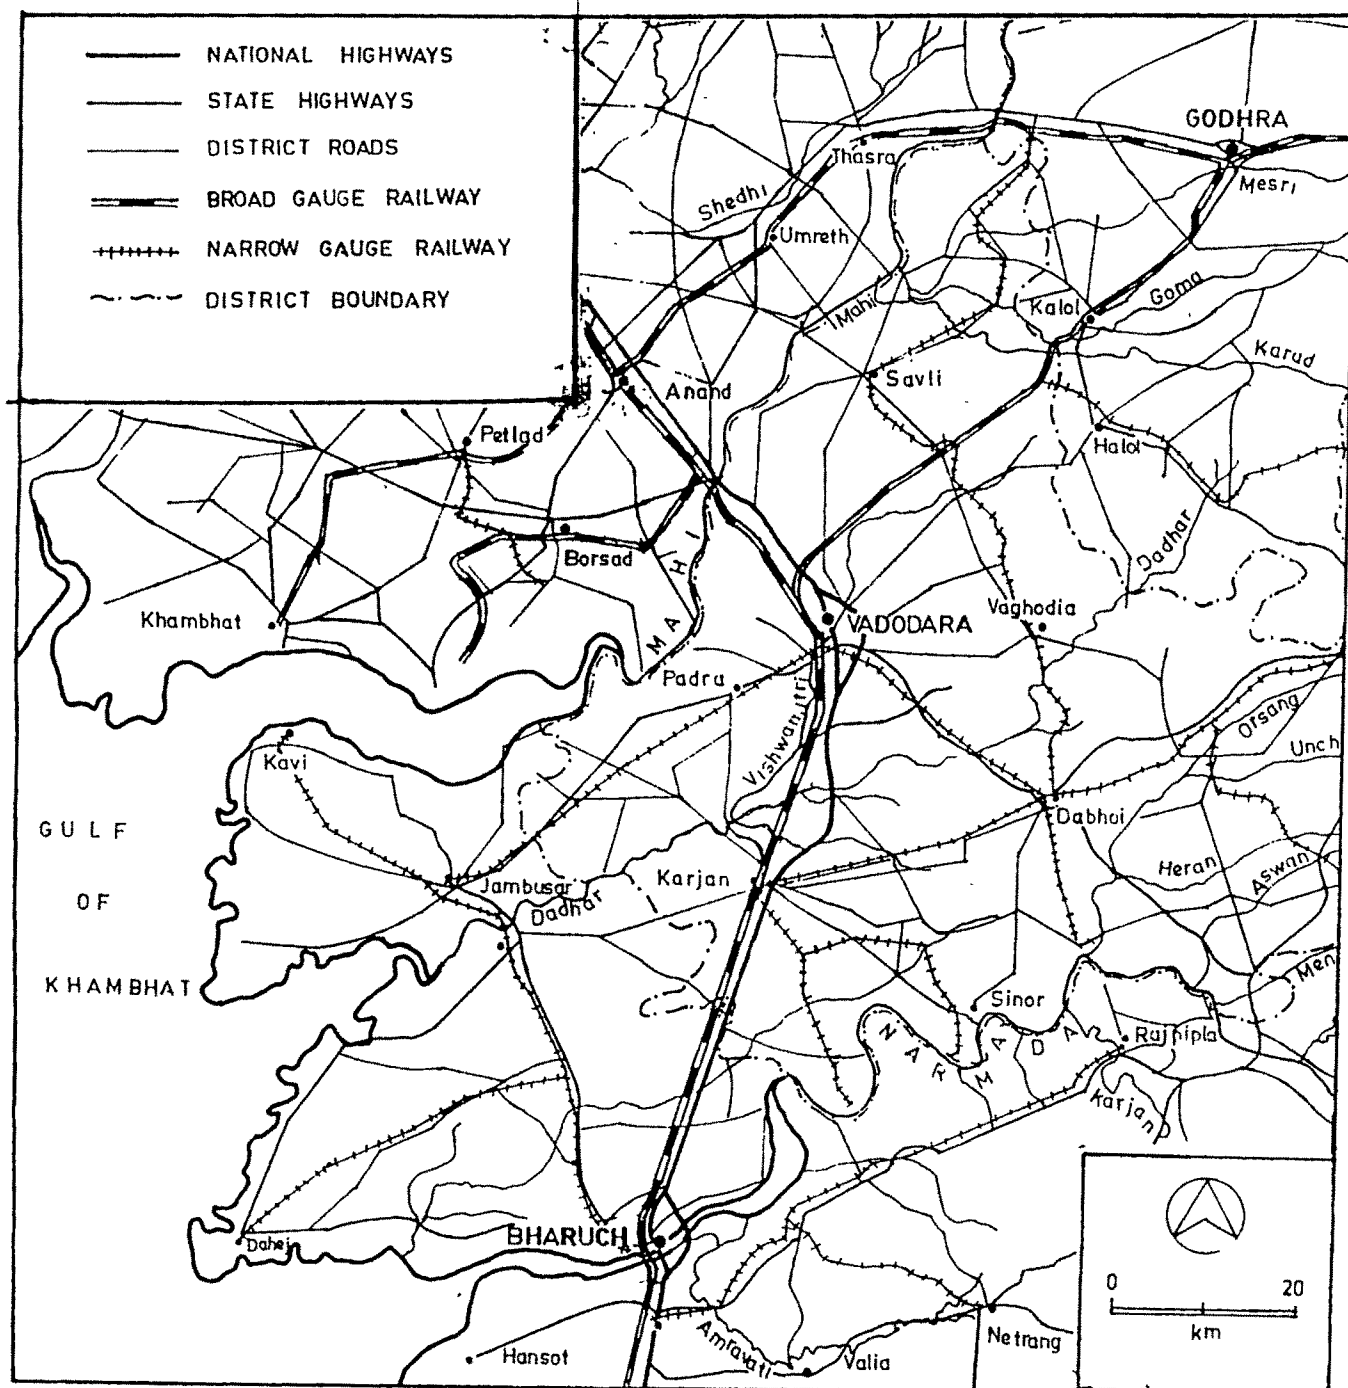 NATIONAL HIGHWAYS
STATE HIGHWAYS
DISTRICT ROADS
BROAD GAUGE RAILWAY
NARROW GAUGE RAILWAY
DISTRICT BOUNDARY
GODHRA
Thasra
Mesri
Shedhi
Umreth
Goma
Mahi
Kalol
Karud
Anand
Savli
Petlad
Halol
Dadhar
Borsad
MAHI
Khambhat
Vaghodia
VADODARA
Padra
Orsang
Vishwamitri
Unch
Kavi
Dabhoi
GULF
OF
KHAMBHAT
Heran
Aswan
Karjan
Jambusar
Dadhar
Men
Sinor
NARMADA
Rajpipla
Karjan
BHARUCH
Dahej
0 20
km
Amravati
Netrang
Hansot
Valia